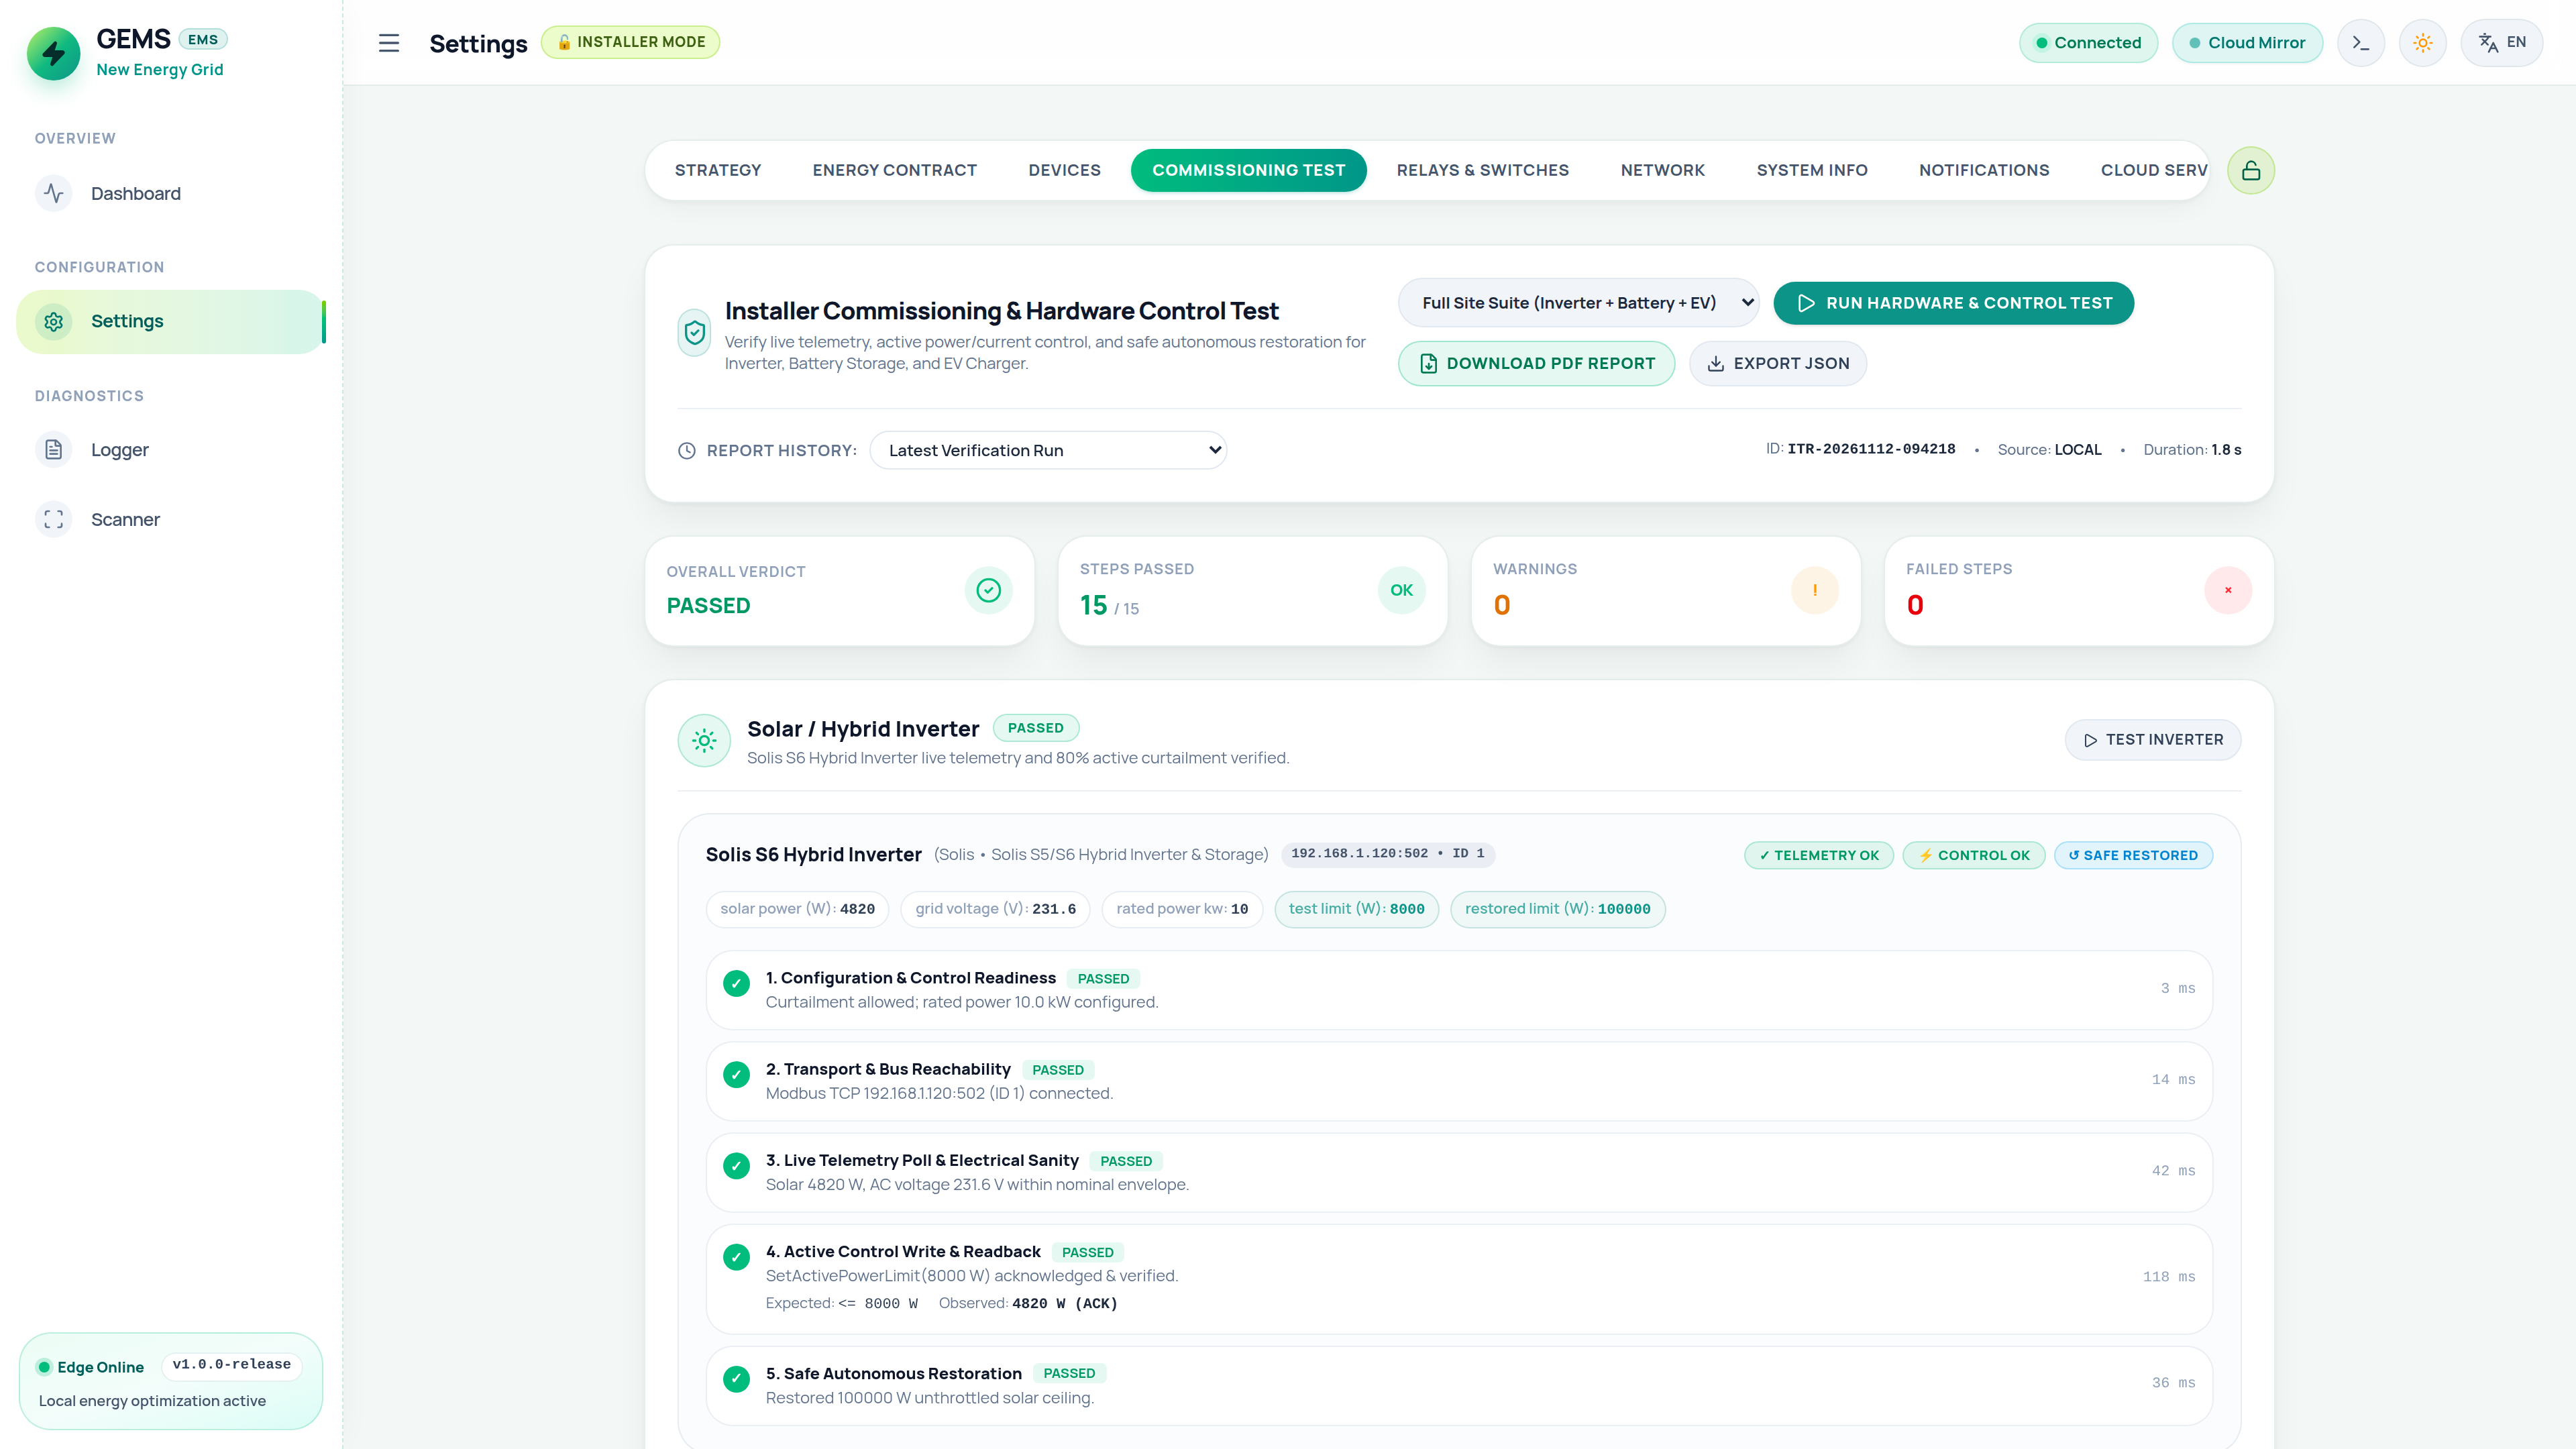 GEMS EMS
New Energy Grid
OVERVIEW
Dashboard
CONFIGURATION
Settings
DIAGNOSTICS
Logger
Scanner
Edge Online v1.0.0-release
Local energy optimization active
Settings 🔓 INSTALLER MODE
Connected
Cloud Mirror
EN
STRATEGY
ENERGY CONTRACT
DEVICES
COMMISSIONING TEST
RELAYS & SWITCHES
NETWORK
SYSTEM INFO
NOTIFICATIONS
CLOUD SERV
Installer Commissioning & Hardware Control Test
Verify live telemetry, active power/current control, and safe autonomous restoration for
Inverter, Battery Storage, and EV Charger.
Full Site Suite (Inverter + Battery + EV)
RUN HARDWARE & CONTROL TEST
DOWNLOAD PDF REPORT
EXPORT JSON
REPORT HISTORY: Latest Verification Run
ID: ITR-20261112-094218 • Source: LOCAL • Duration: 1.8 s
OVERALL VERDICT
PASSED
STEPS PASSED
15 / 15
OK
WARNINGS
0
!
FAILED STEPS
0
×
Solar / Hybrid Inverter PASSED
Solis S6 Hybrid Inverter live telemetry and 80% active curtailment verified.
TEST INVERTER
Solis S6 Hybrid Inverter (Solis • Solis S5/S6 Hybrid Inverter & Storage) 192.168.1.120:502 • ID 1
✓ TELEMETRY OK
⚡ CONTROL OK
↺ SAFE RESTORED
solar power (W): 4820
grid voltage (V): 231.6
rated power kw: 10
test limit (W): 8000
restored limit (W): 100000
✓ 1. Configuration & Control Readiness PASSED
Curtailment allowed; rated power 10.0 kW configured.
3 ms
✓ 2. Transport & Bus Reachability PASSED
Modbus TCP 192.168.1.120:502 (ID 1) connected.
14 ms
✓ 3. Live Telemetry Poll & Electrical Sanity PASSED
Solar 4820 W, AC voltage 231.6 V within nominal envelope.
42 ms
✓ 4. Active Control Write & Readback PASSED
SetActivePowerLimit(8000 W) acknowledged & verified.
Expected: <= 8000 W Observed: 4820 W (ACK)
118 ms
✓ 5. Safe Autonomous Restoration PASSED
Restored 100000 W unthrottled solar ceiling.
36 ms